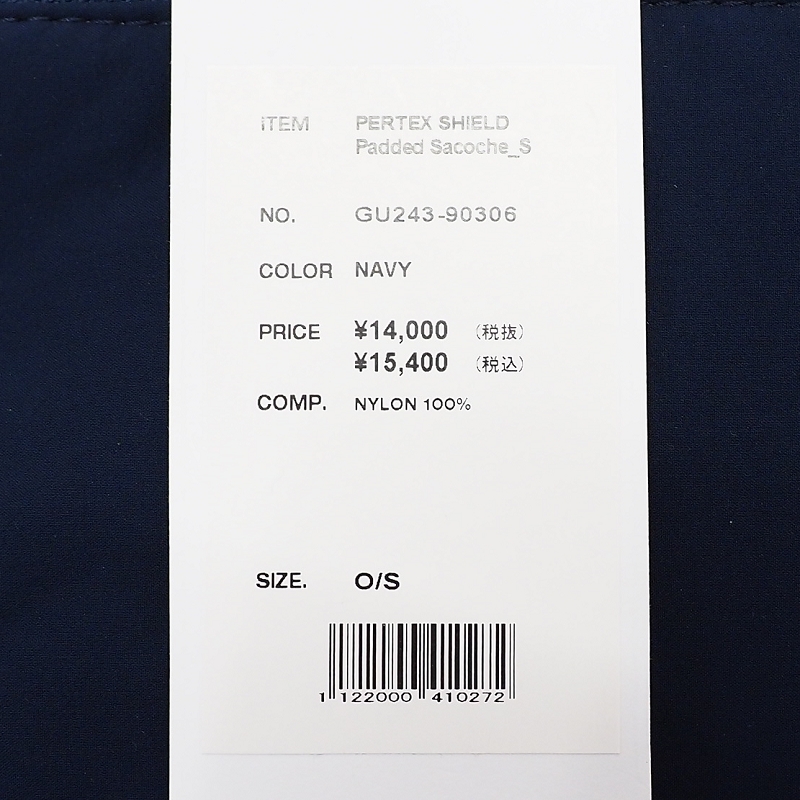 ITEM PERTEX SHIELD
Padded Sacoche_S
NO. GU243-90306
COLOR NAVY
PRICE ¥14,000 (税抜)
¥15,400 (税込)
COMP. NYLON 100%
SIZE. O/S
1 122000 410272